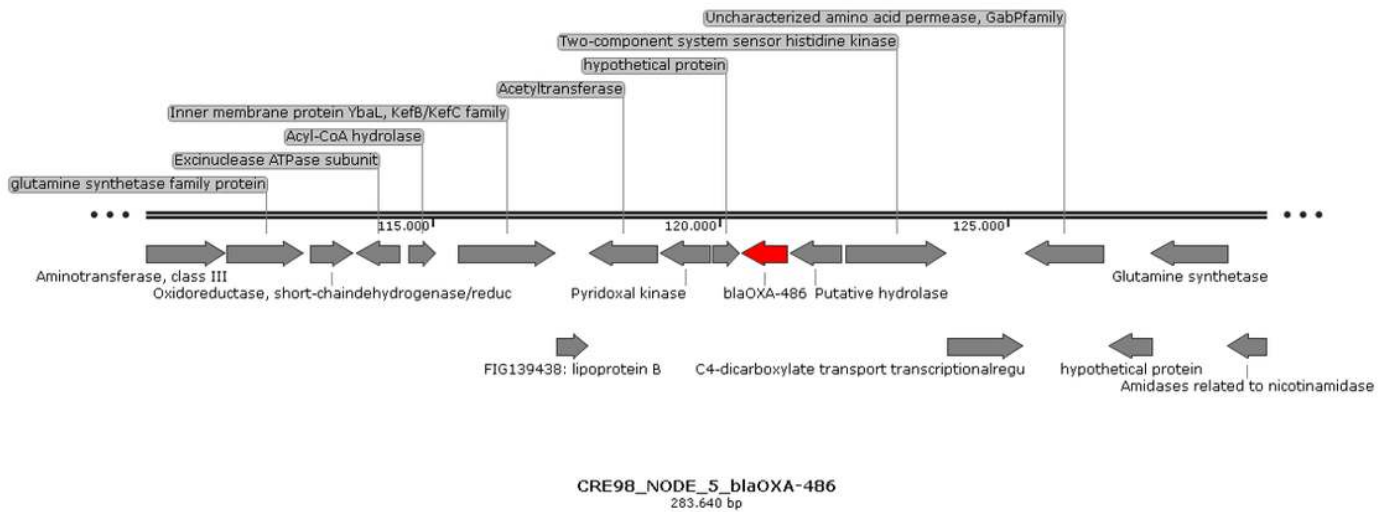 Uncharacterized amino acid permease, GabPfamily
Two-component system sensor histidine kinase
hypothetical protein
Acetyltransferase
Inner membrane protein YbaL, KefB/KefC family
Acyl-CoA hydrolase
Excinuclease ATPase subunit
glutamine synthetase family protein
115.000 120.000 125.000
Aminotransferase, class III Glutamine synthetase
Oxidoreductase, short-chaindehydrogenase/reduc Pyridoxal kinase blaOXA-486 Putative hydrolase
FIG139438: lipoprotein B C4-dicarboxylate transport transcriptionalregu hypothetical protein
Amidases related to nicotinamidase
CRE98_NODE_5_blaOXA-486
283.640 bp